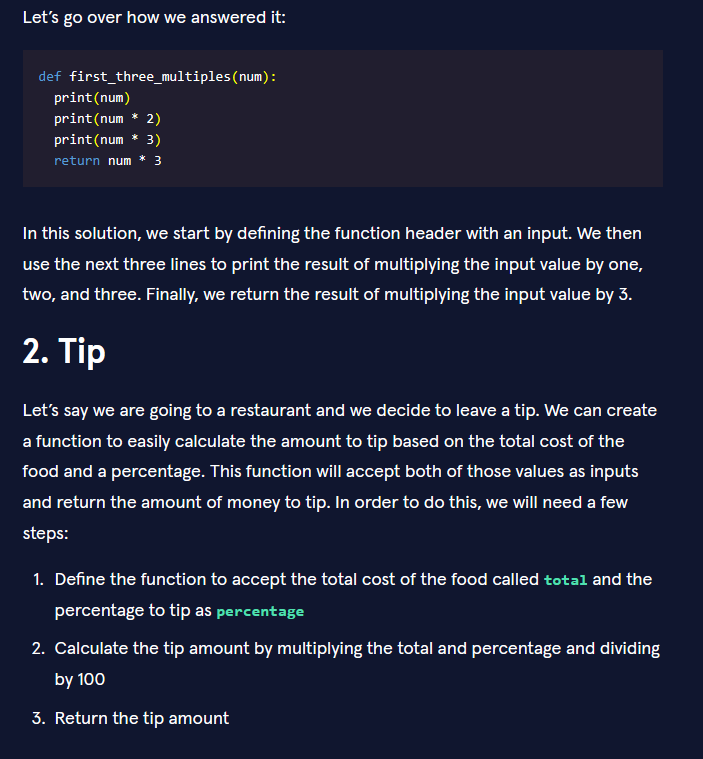 Let's go over how we answered it:
def first_three_multiples(num):
  print(num)
  print(num * 2)
  print(num * 3)
  return num * 3
In this solution, we start by defining the function header with an input. We then
use the next three lines to print the result of multiplying the input value by one,
two, and three. Finally, we return the result of multiplying the input value by 3.
2. Tip
Let's say we are going to a restaurant and we decide to leave a tip. We can create
a function to easily calculate the amount to tip based on the total cost of the
food and a percentage. This function will accept both of those values as inputs
and return the amount of money to tip. In order to do this, we will need a few
steps:
1. Define the function to accept the total cost of the food called total and the
percentage to tip as percentage
2. Calculate the tip amount by multiplying the total and percentage and dividing
by 100
3. Return the tip amount